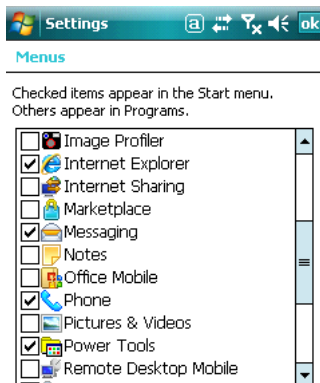 Settings
a
ok
Menus
Checked items appear in the Start menu.
Others appear in Programs.
Image Profiler
Internet Explorer
Internet Sharing
Marketplace
Messaging
Notes
Office Mobile
Phone
Pictures & Videos
Power Tools
Remote Desktop Mobile